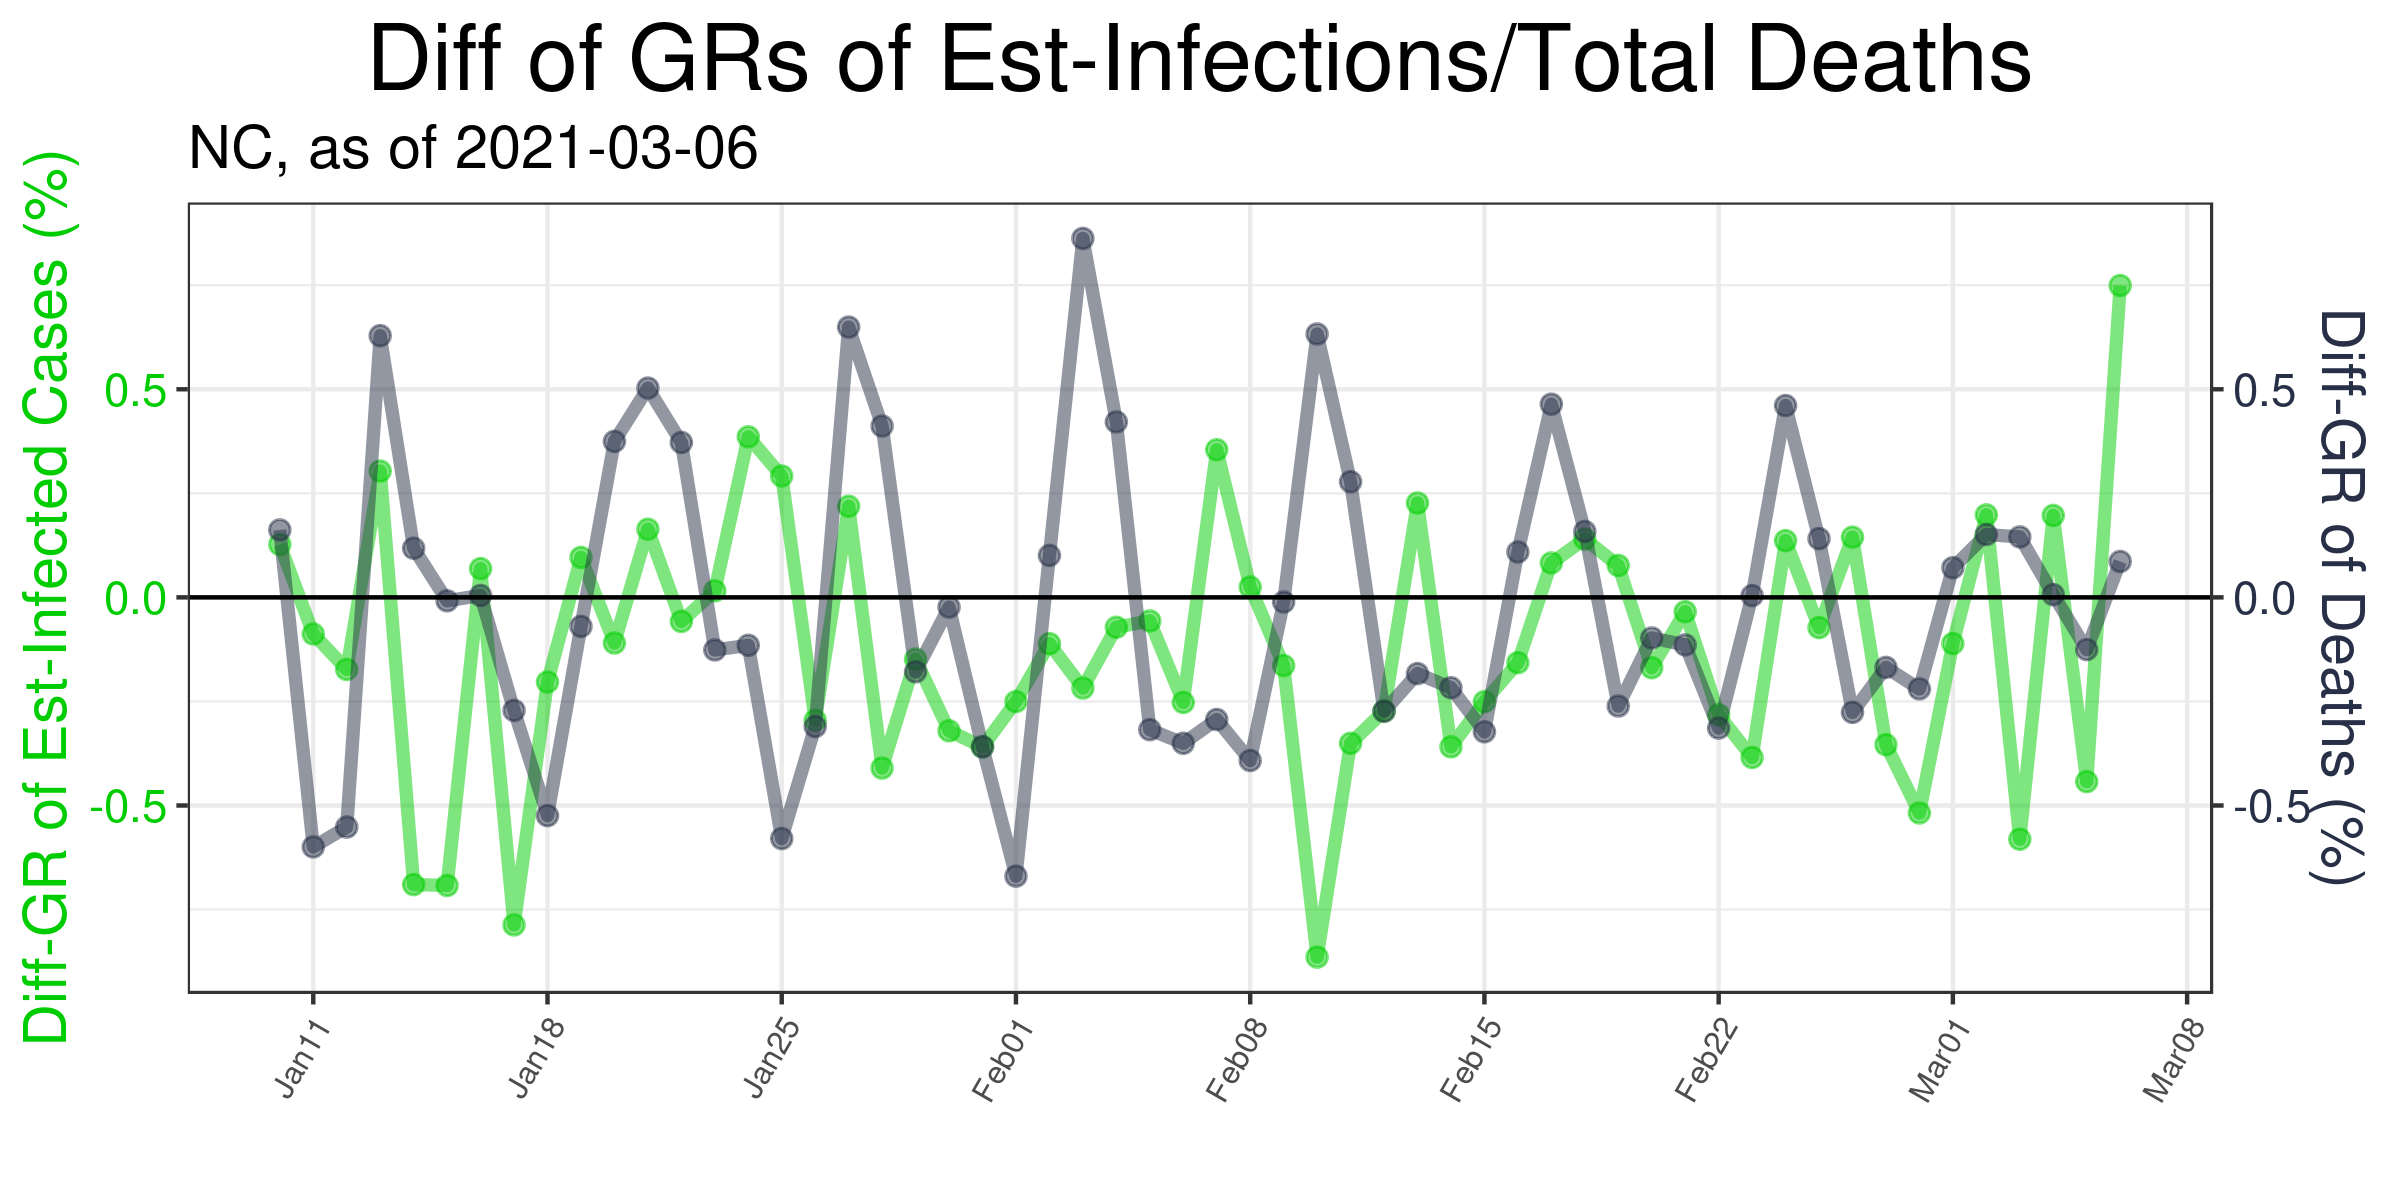 Diff of GRs of Est-Infections/Total Deaths
NC, as of 2021-03-06
Diff-GR of Est-Infected Cases (%)
0.5
0.0
-0.5
0.5
0.0
-0.5
Diff-GR of Deaths (%)
Jan11
Jan18
Jan25
Feb01
Feb08
Feb15
Feb22
Mar01
Mar08